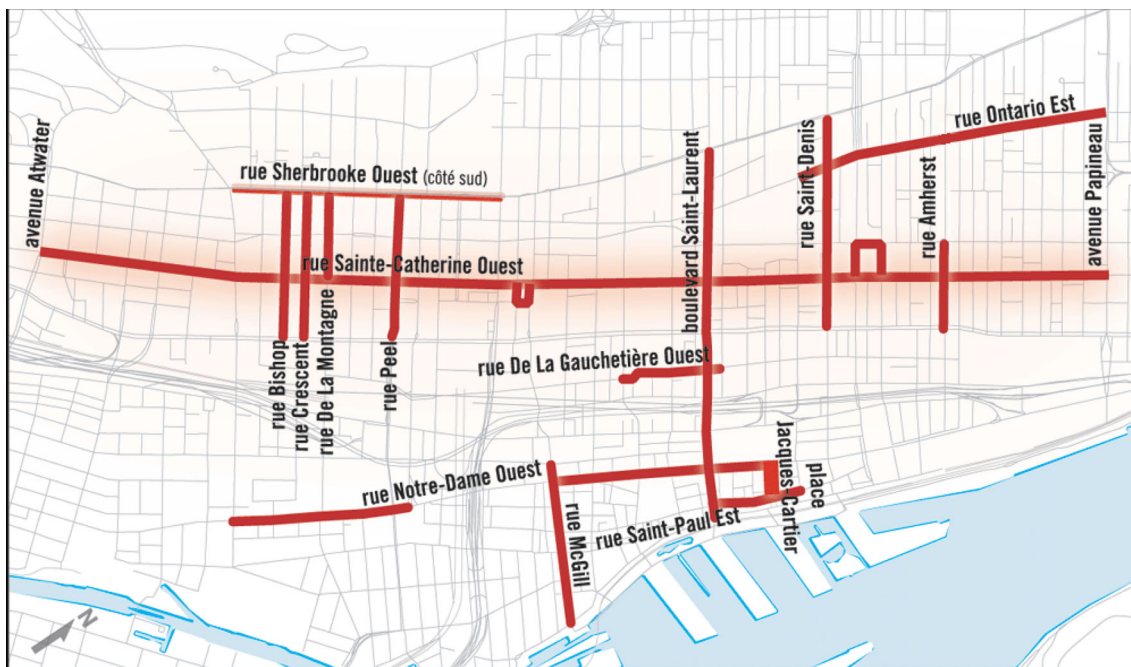 rue Ontario Est
avenue Atwater
rue Sherbrooke Ouest (côté sud)
boulevard Saint-Laurent
rue Saint-Denis
rue Amherst
avenue Papineau
rue Sainte-Catherine Ouest
rue Bishop
rue Crescent
rue De La Montagne
rue Peel
rue De La Gauchetière Ouest
rue Notre-Dame Ouest
rue McGill
rue Saint-Paul Est
place
Jacques-Cartier
N